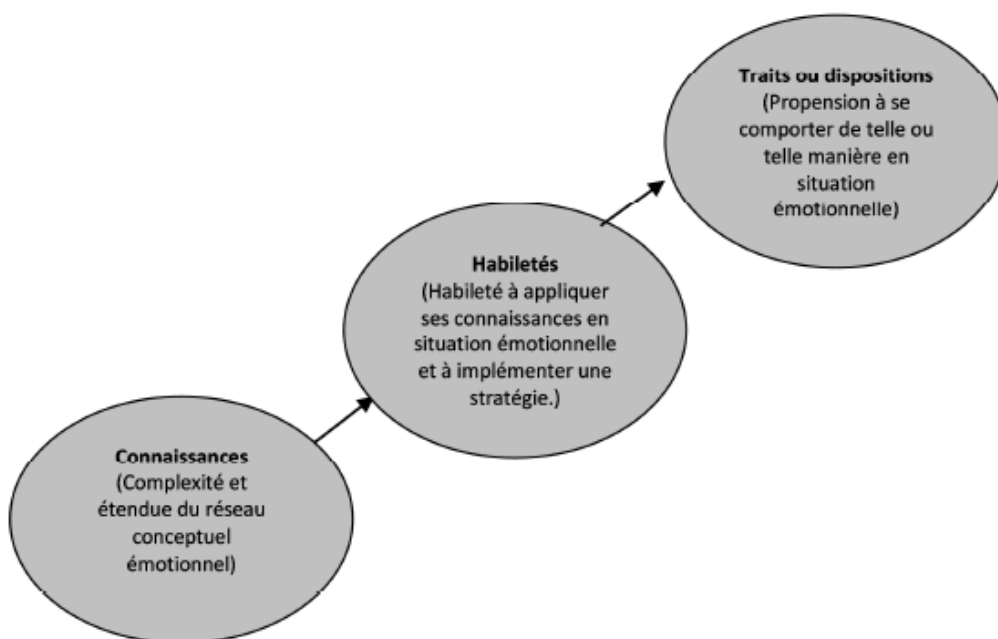 Traits ou dispositions
(Propension à se
comporter de telle ou
telle manière en
situation
émotionnelle)
Habiletés
(Habileté à appliquer
ses connaissances en
situation émotionnelle
et à implémenter une
stratégie.)
Connaissances
(Complexité et
étendue du réseau
conceptuel
émotionnel)